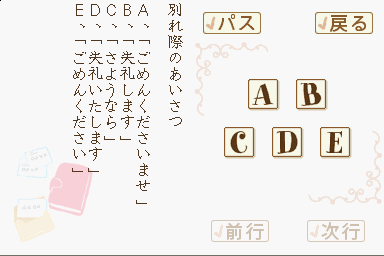 別れ際のあいさつ
A、「ごめんくださいませ」
B、「失礼します」
C、「さようなら」
D、「失礼いたします」
E、「ごめんください」
パス
戻る
A
B
C
D
E
前行
次行